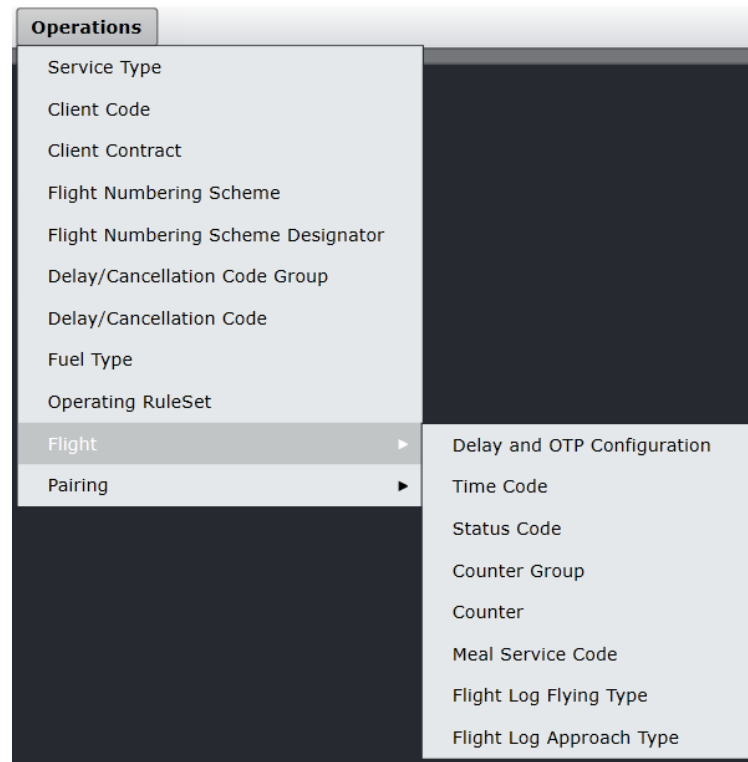 Operations
Service Type
Client Code
Client Contract
Flight Numbering Scheme
Flight Numbering Scheme Designator
Delay/Cancellation Code Group
Delay/Cancellation Code
Fuel Type
Operating RuleSet
Flight
Pairing
Delay and OTP Configuration
Time Code
Status Code
Counter Group
Counter
Meal Service Code
Flight Log Flying Type
Flight Log Approach Type